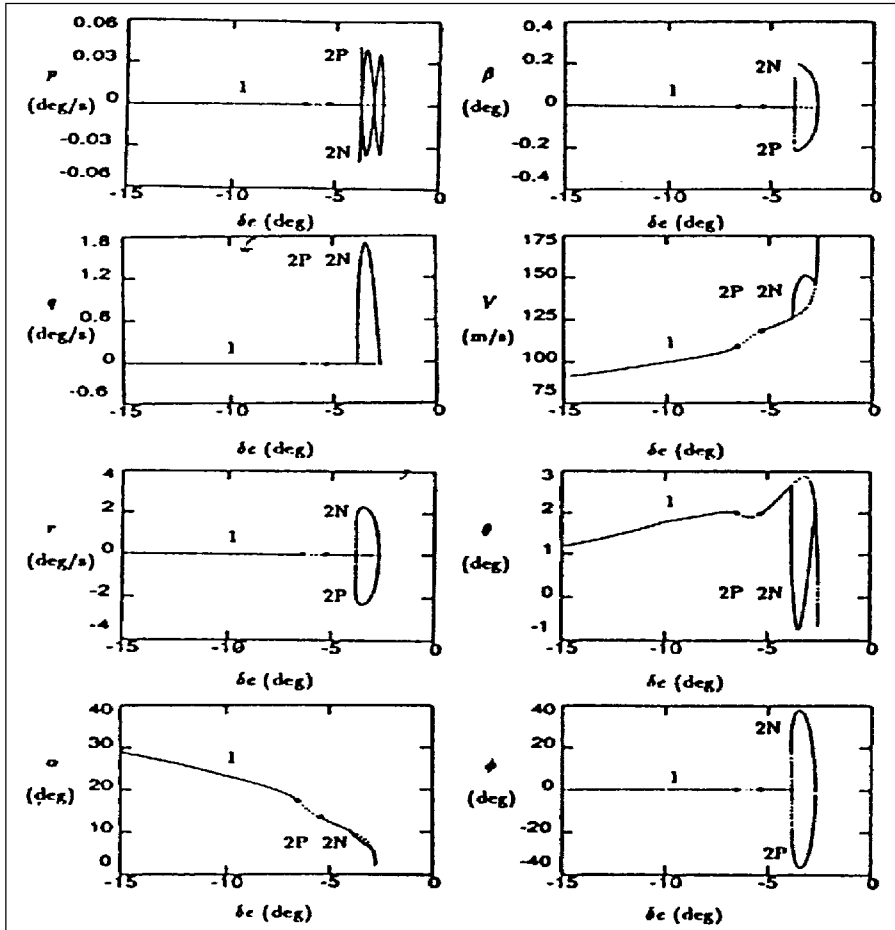 0.06
0.03
p
(deg/s)
0
-0.03
-0.06
1
2P
2N
-15
-10
-5
0
δe (deg)
0.4
0.2
β
(deg)
0
-0.2
-0.4
1
2N
2P
-15
-10
-5
0
δe (deg)
1.8
1.2
q
0.6
(deg/s)
0
-0.6
1
2P 2N
-15
-10
-5
0
δe (deg)
175
150
V
125
(m/s)
100
75
1
2P 2N
-15
-10
-5
0
δe (deg)
4
2
r
(deg/s)
0
-2
-4
1
2N
2P
-15
-10
-5
0
δe (deg)
3
2
θ
(deg)
1
0
-1
1
2P 2N
-15
-10
-5
0
δe (deg)
40
30
α
20
(deg)
10
0
1
2P 2N
-15
-10
-5
0
δe (deg)
40
20
ϕ
(deg)
0
-20
-40
1
2N
2P
-15
-10
-5
0
δe (deg)